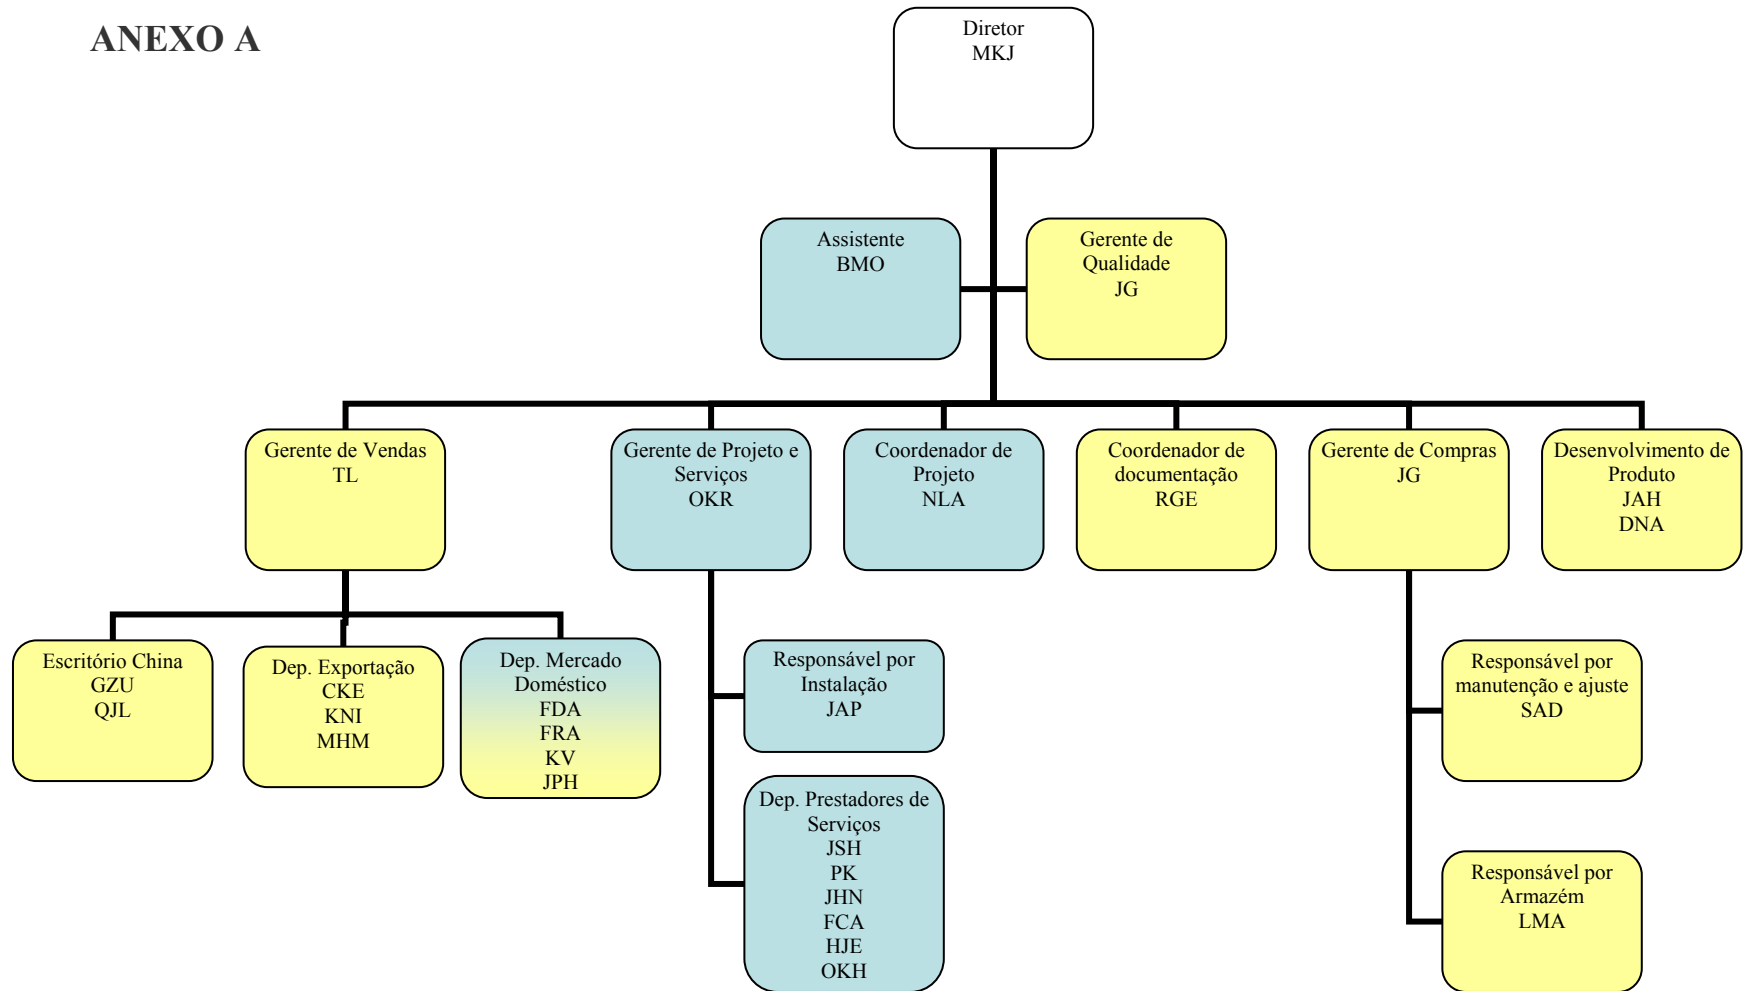 ANEXO A
Diretor
MKJ
Assistente
BMO
Gerente de
Qualidade
JG
Gerente de Vendas
TL
Gerente de Projeto e
Serviços
OKR
Coordenador de
Projeto
NLA
Coordenador de
documentação
RGE
Gerente de Compras
JG
Desenvolvimento de
Produto
JAH
DNA
Escritório China
GZU
QJL
Dep. Exportação
CKE
KNI
MHM
Dep. Mercado
Doméstico
FDA
FRA
KV
JPH
Responsável por
Instalação
JAP
Dep. Prestadores de
Serviços
JSH
PK
JHN
FCA
HJE
OKH
Responsável por
manutenção e ajuste
SAD
Responsável por
Armazém
LMA